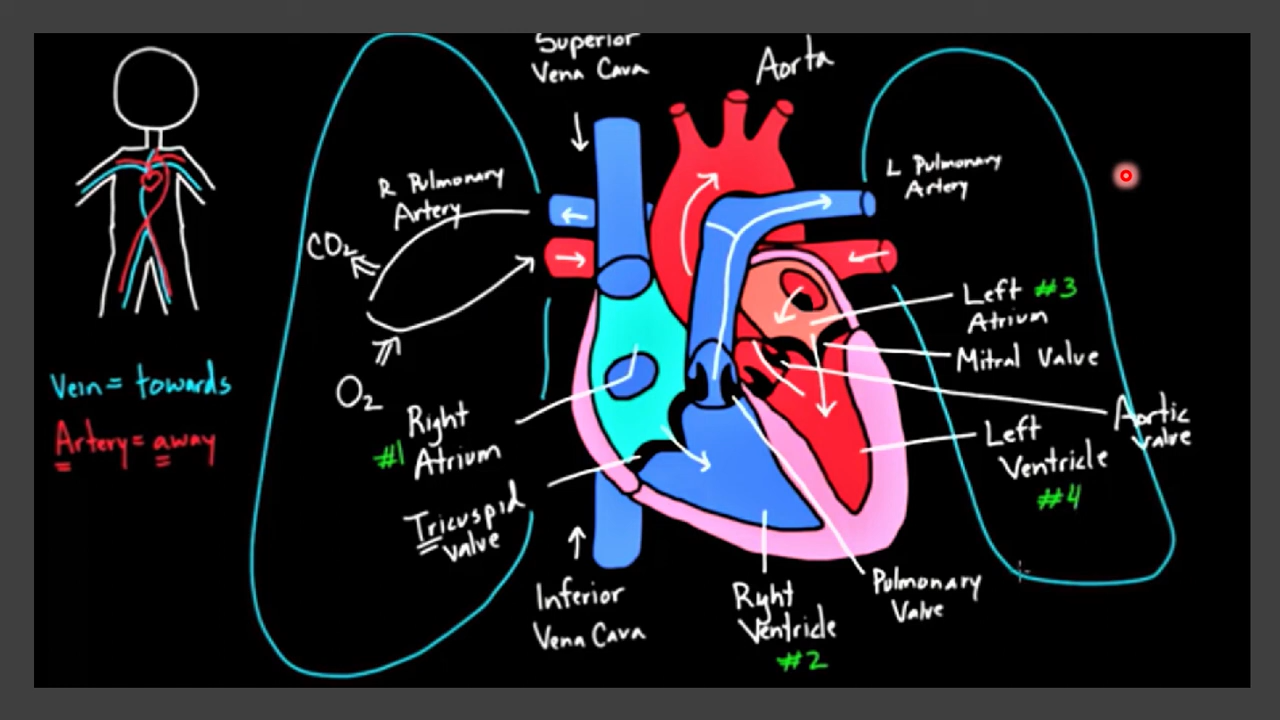 Superior
Vena Cava
Aorta
R Pulmonary
Artery
L Pulmonary
Artery
CO2
O2
Left #3
Atrium
Mitral Valve
Aortic
Valve
Left
Ventricle
#4
Vein = towards
Artery = away
Right
#1 Atrium
Tricuspid
Valve
Inferior
Vena Cava
Right
Ventricle
#2
Pulmonary
Valve